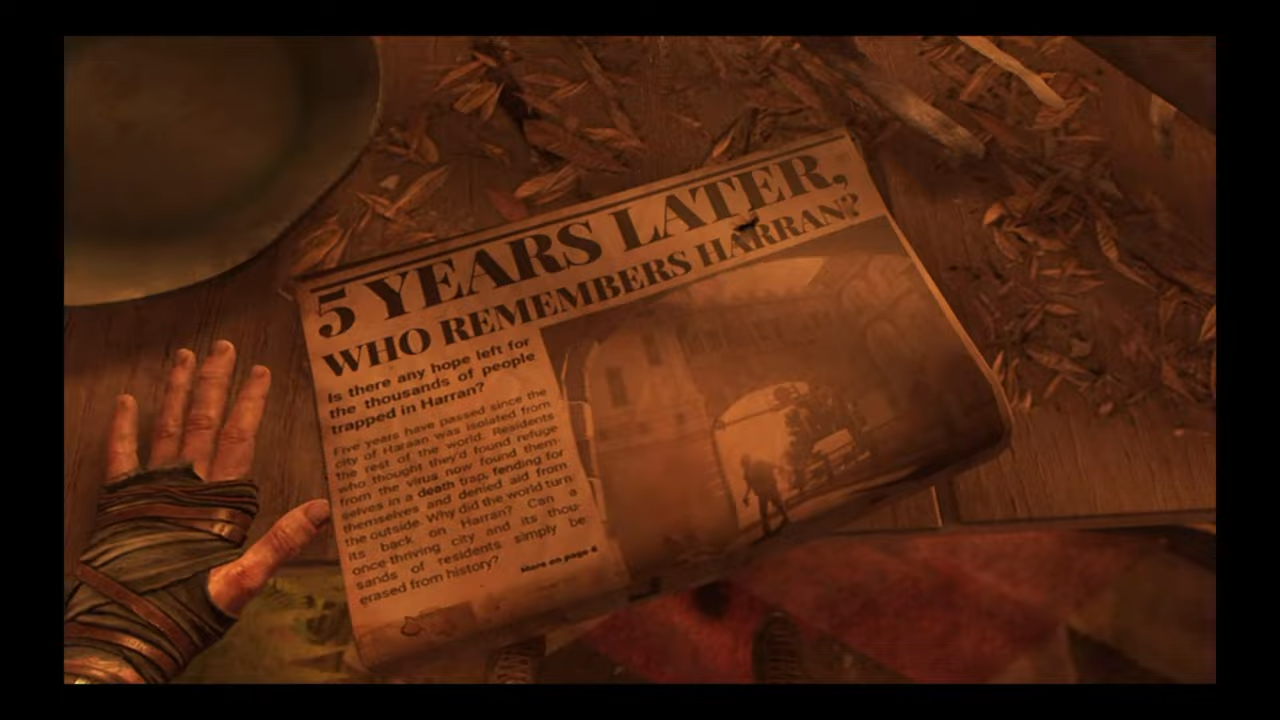 5 YEARS LATER,
WHO REMEMBERS HARRAN?
Is there any hope left for
the thousands of people
trapped in Harran?
Five years have passed since the
city of Haraan was isolated from
the rest of the world. Residents
who thought they'd found refuge
from the virus now found them-
selves in a death trap, fending for
themselves and denied aid from
the outside. Why did the world turn
its back on Harran? Can a
once-thriving city and its thou-
sands of residents simply be
erased from history?
More on page 6